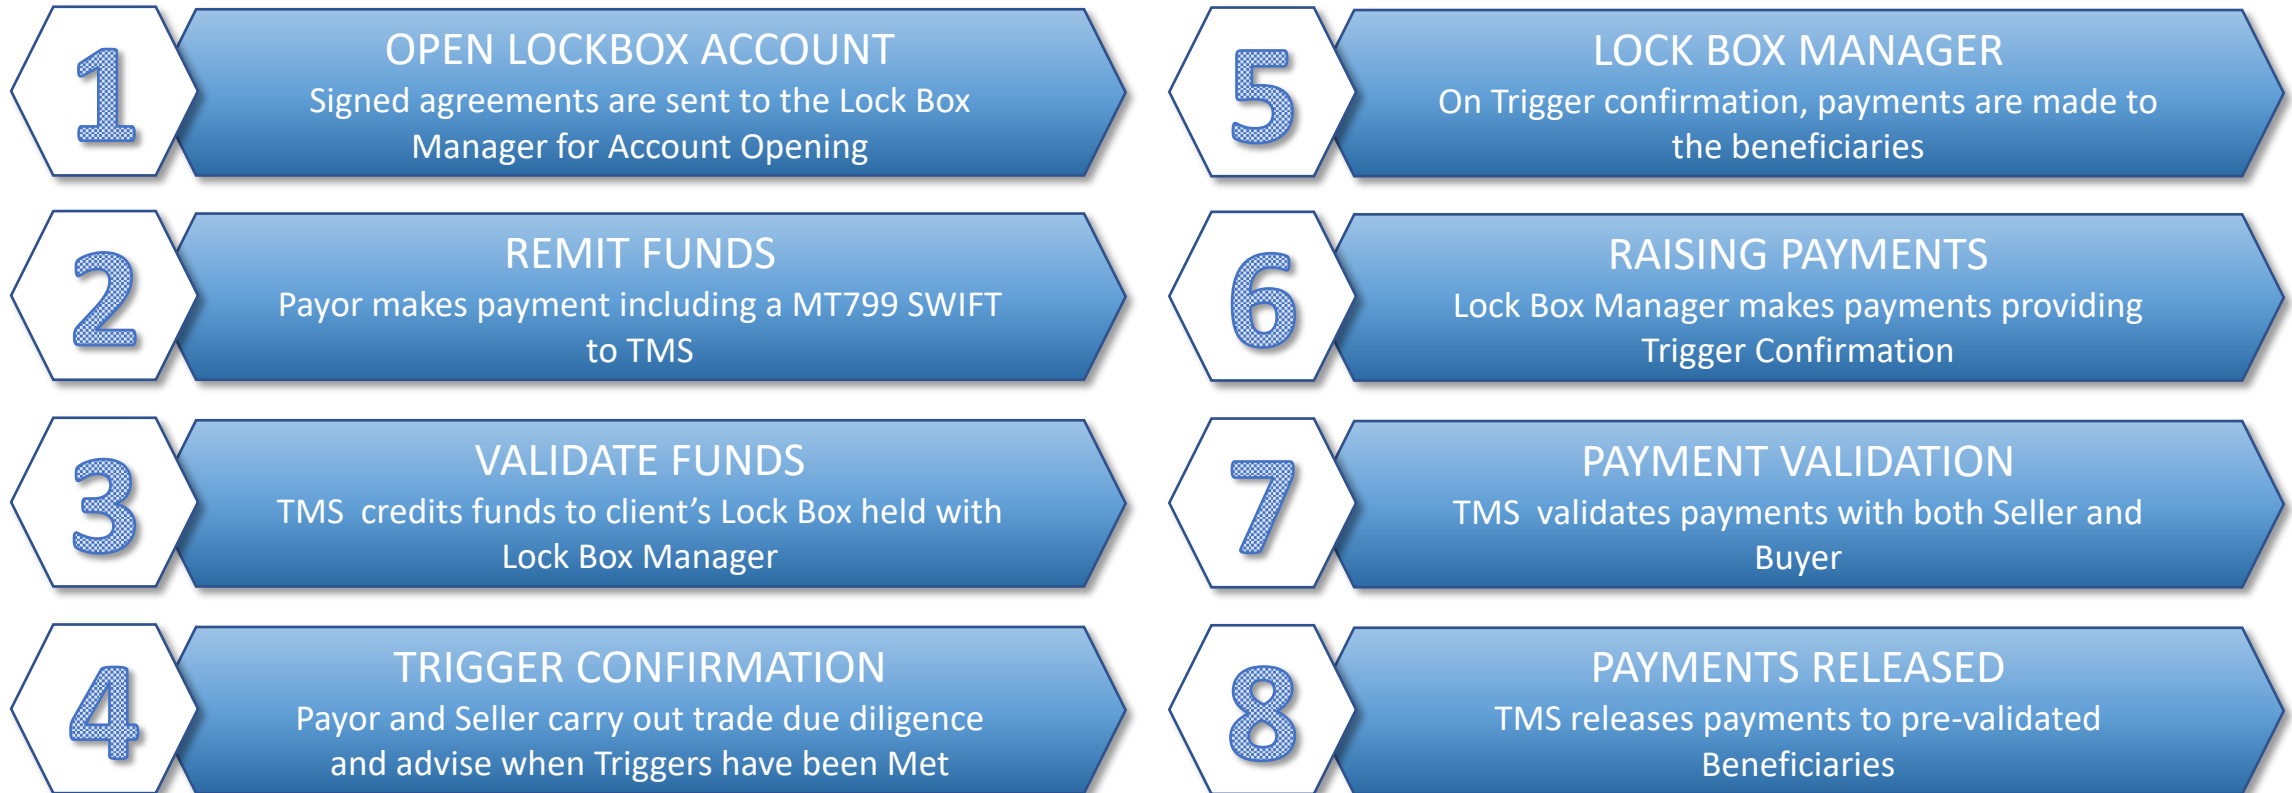 1
OPEN LOCKBOX ACCOUNT
Signed agreements are sent to the Lock Box
Manager for Account Opening
2
REMIT FUNDS
Payor makes payment including a MT799 SWIFT
to TMS
3
VALIDATE FUNDS
TMS  credits funds to client’s Lock Box held with
Lock Box Manager
4
TRIGGER CONFIRMATION
Payor and Seller carry out trade due diligence
and advise when Triggers have been Met
5
LOCK BOX MANAGER
On Trigger confirmation, payments are made to
the beneficiaries
6
RAISING PAYMENTS
Lock Box Manager makes payments providing
Trigger Confirmation
7
PAYMENT VALIDATION
TMS  validates payments with both Seller and
Buyer
8
PAYMENTS RELEASED
TMS releases payments to pre-validated
Beneficiaries